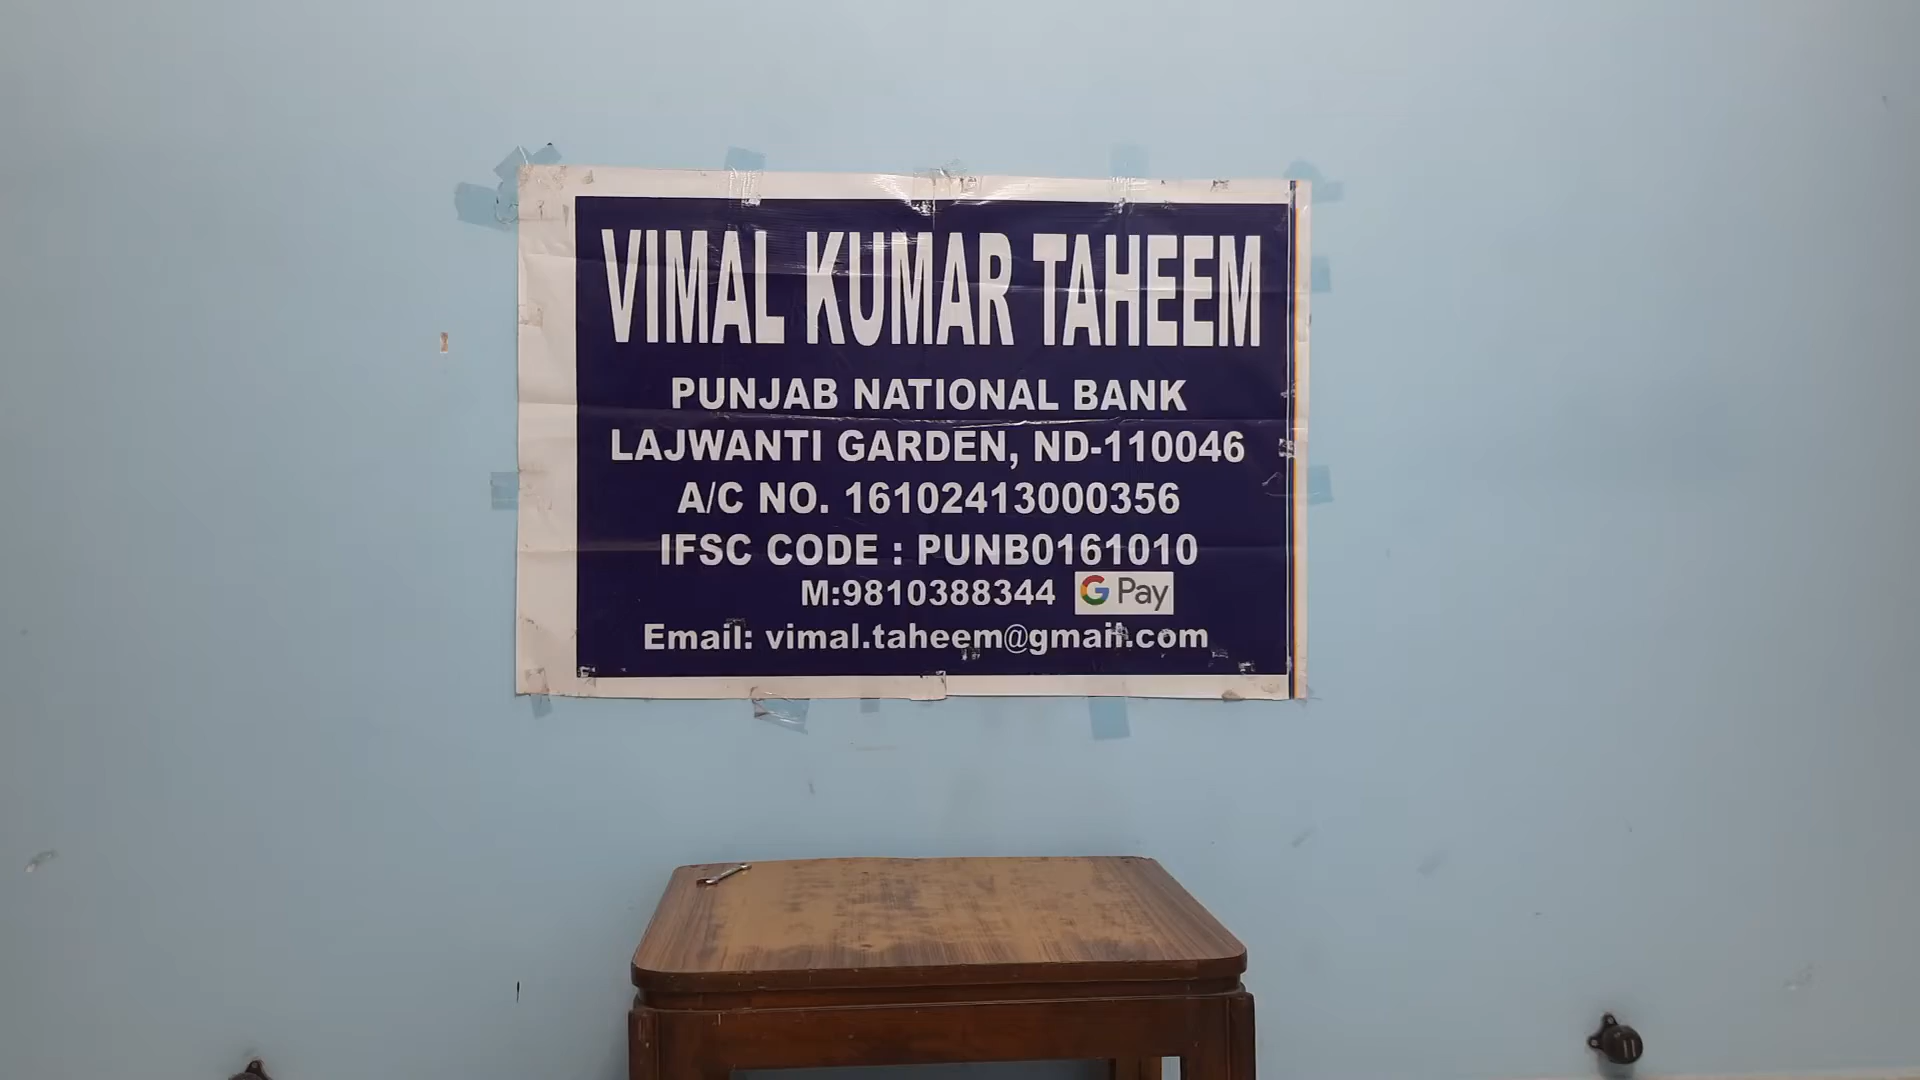 VIMAL KUMAR TAHEEM
PUNJAB NATIONAL BANK
LAJWANTI GARDEN, ND-110046
A/C NO. 16102413000356
IFSC CODE : PUNB0161010
M:9810388344 G Pay
Email: vimal.taheem@gmail.com